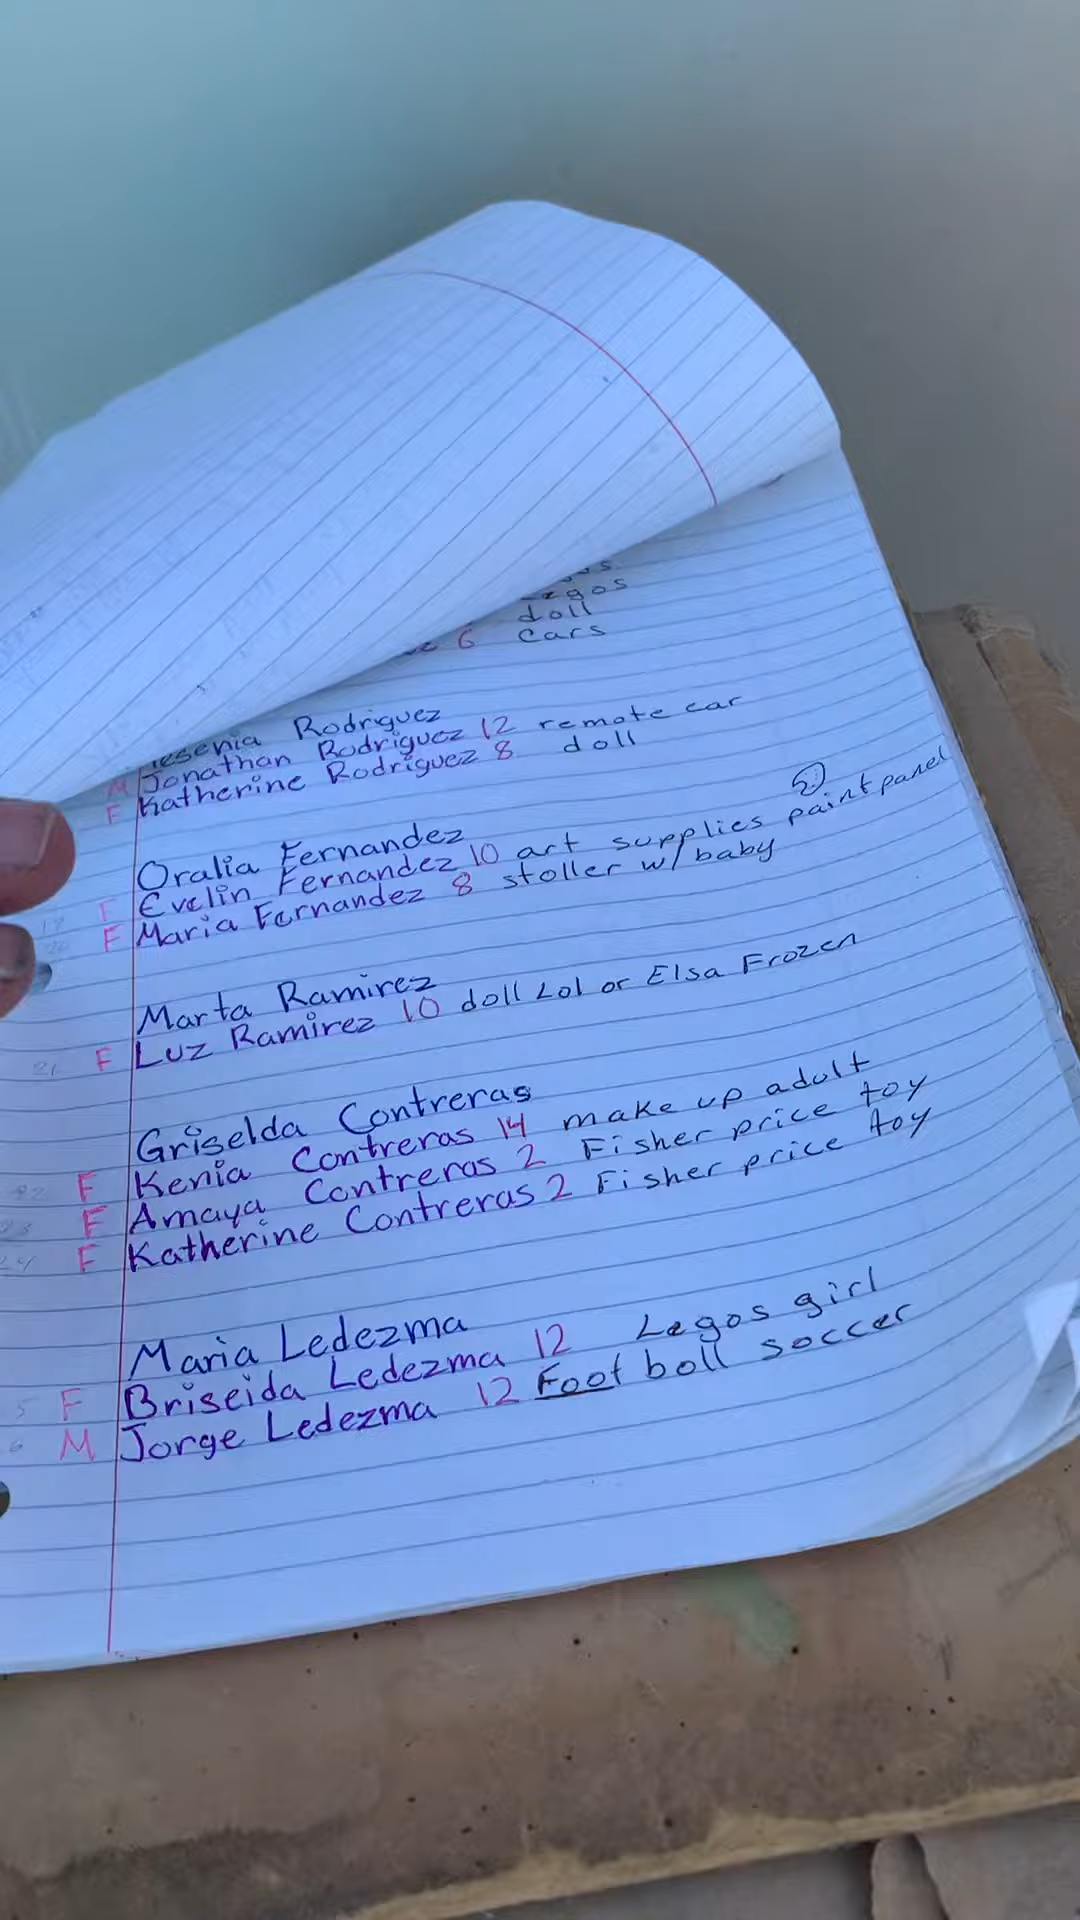 doll
6 Cars
Rodriguez
M Jonathan Rodriguez 12 remote car
F Katherine Rodriguez 8 doll
Oralia Fernandez
F Evelin Fernandez 10 art supplies paint panel
F Maria Fernandez 8 stoller w/ baby
Marta Ramirez
21 F Luz Ramirez 10 doll Lol or Elsa Frozen
Griselda Contreras
F Kenia Contreras 14 make up adult
F Amaya Contreras 2 Fisher price toy
24 F Katherine Contreras 2 Fisher price toy
Maria Ledezma
5 F Briseida Ledezma 12 Legos girl
6 M Jorge Ledezma 12 Foot boll soccer